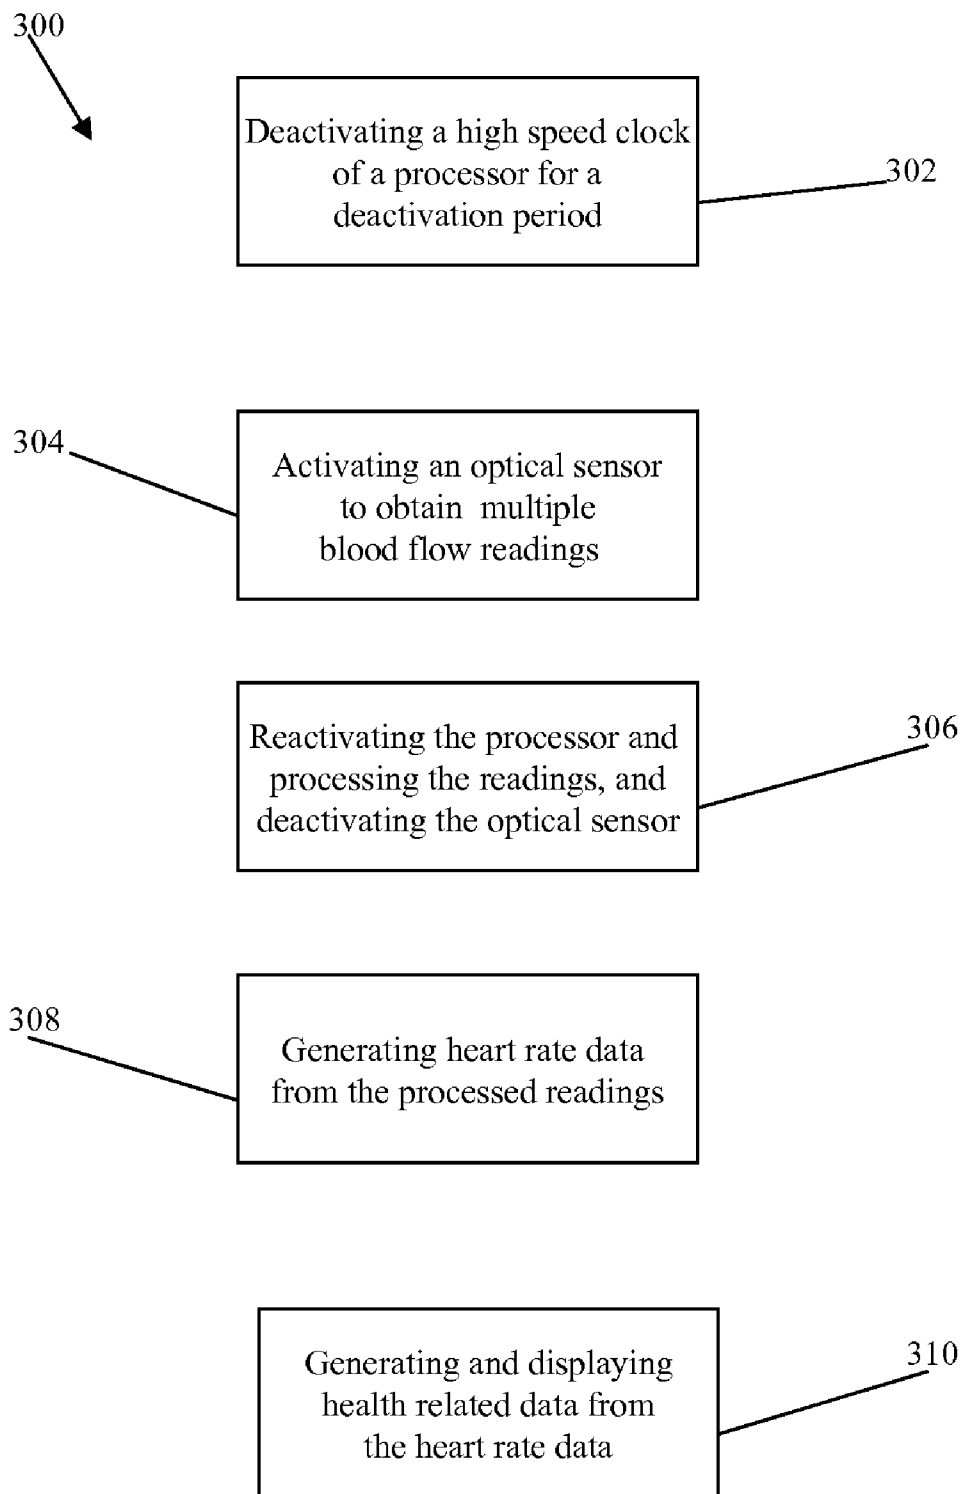 300
Deactivating a high speed clock
of a processor for a
deactivation period
302
304
Activating an optical sensor
to obtain multiple
blood flow readings
Reactivating the processor and
processing the readings, and
deactivating the optical sensor
306
308
Generating heart rate data
from the processed readings
Generating and displaying
health related data from
the heart rate data
310